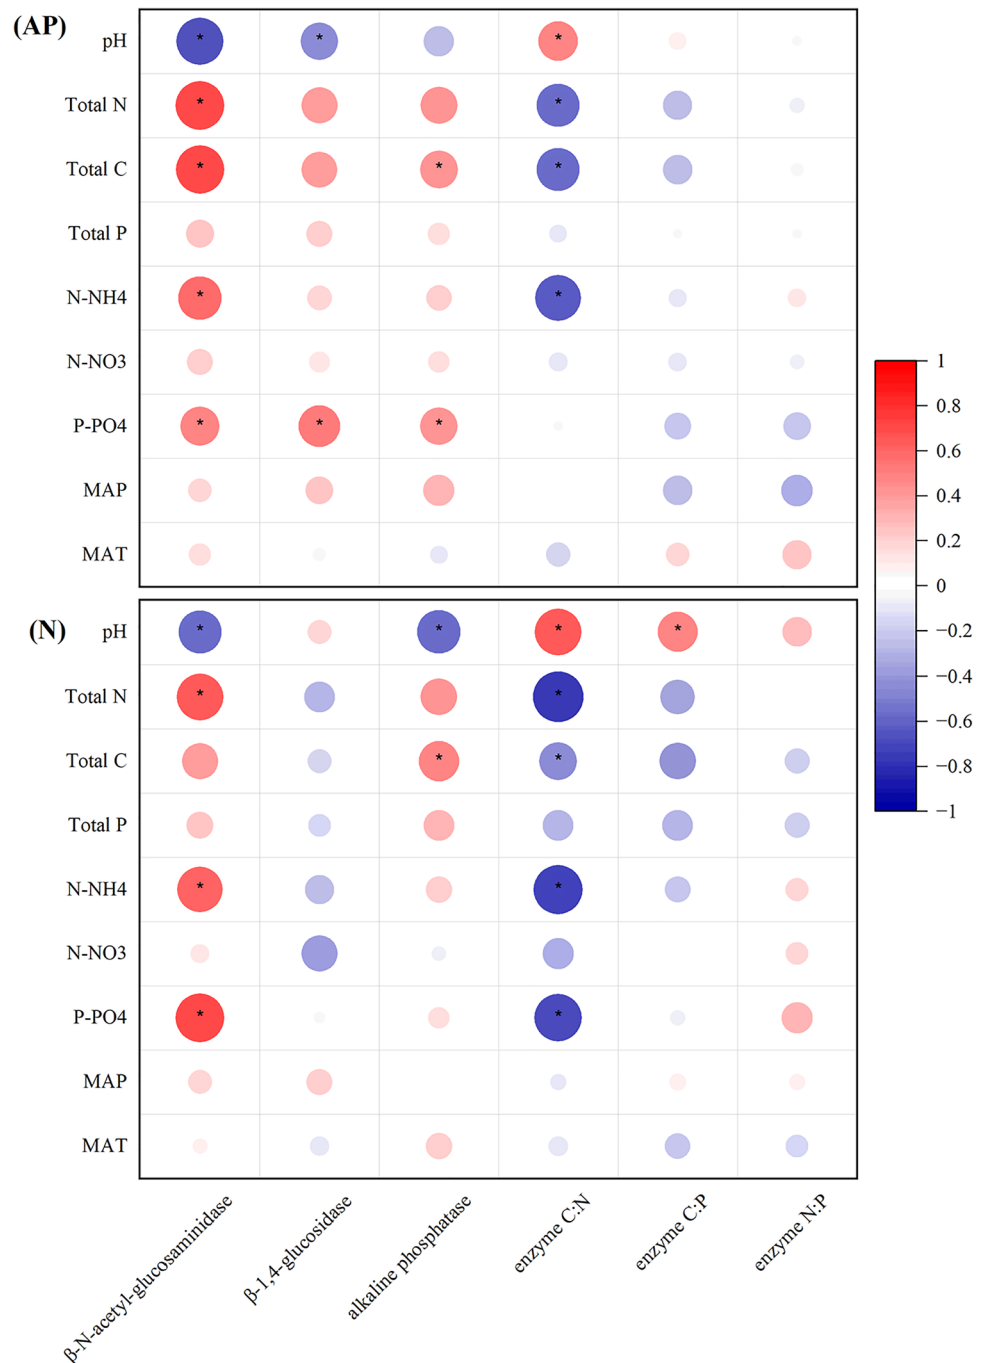 (AP)
pH * * *
Total N * *
Total C * * *
Total P
N-NH4 * *
N-NO3
P-PO4 * * *
MAP
MAT
1
0.8
0.6
0.4
0.2
0
−0.2
−0.4
−0.6
−0.8
−1
(N)
pH * * * *
Total N * *
Total C * *
Total P
N-NH4 * *
N-NO3
P-PO4 * *
MAP
MAT
β-N-acetyl-glucosaminidase
β-1,4-glucosidase
alkaline phosphatase
enzyme C:N
enzyme C:P
enzyme N:P